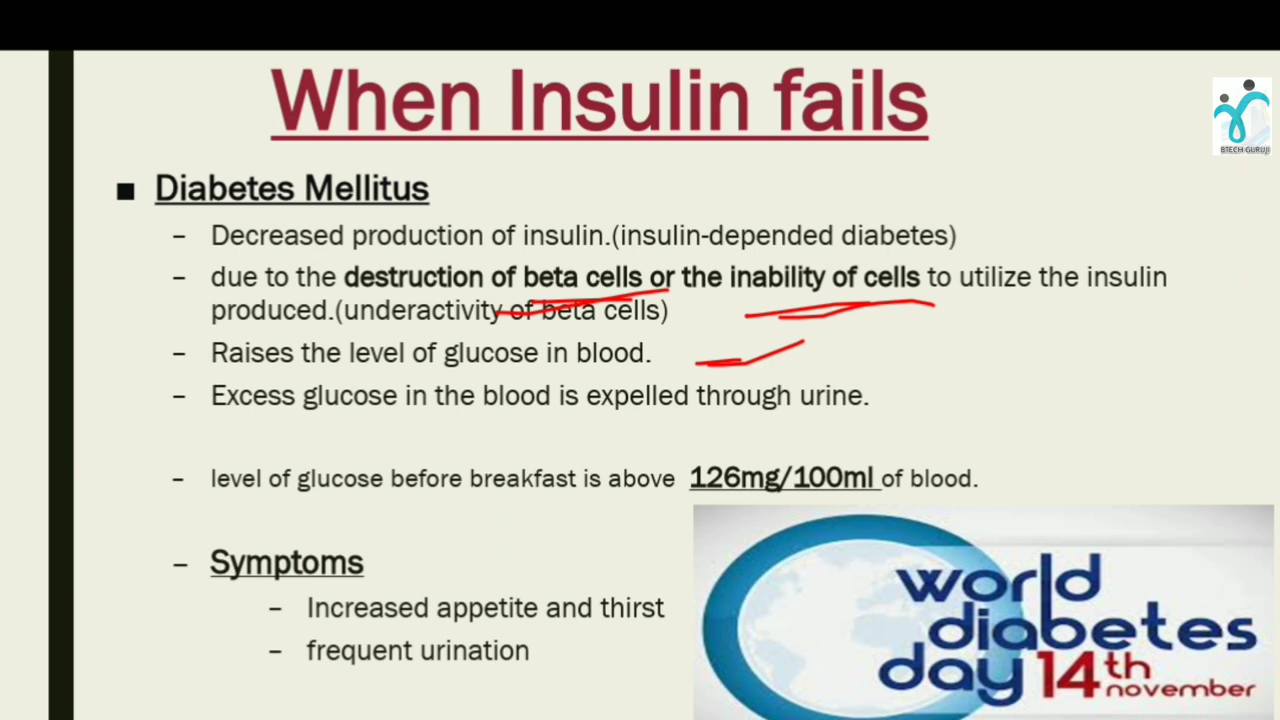 When Insulin fails
BTECH GURUJI
■ Diabetes Mellitus
– Decreased production of insulin.(insulin-depended diabetes)
– due to the destruction of beta cells or the inability of cells to utilize the insulin
produced.(underactivity of beta cells)
– Raises the level of glucose in blood.
– Excess glucose in the blood is expelled through urine.
– level of glucose before breakfast is above 126mg/100ml of blood.
– Symptoms
– Increased appetite and thirst
– frequent urination
world
diabetes
day 14th
november